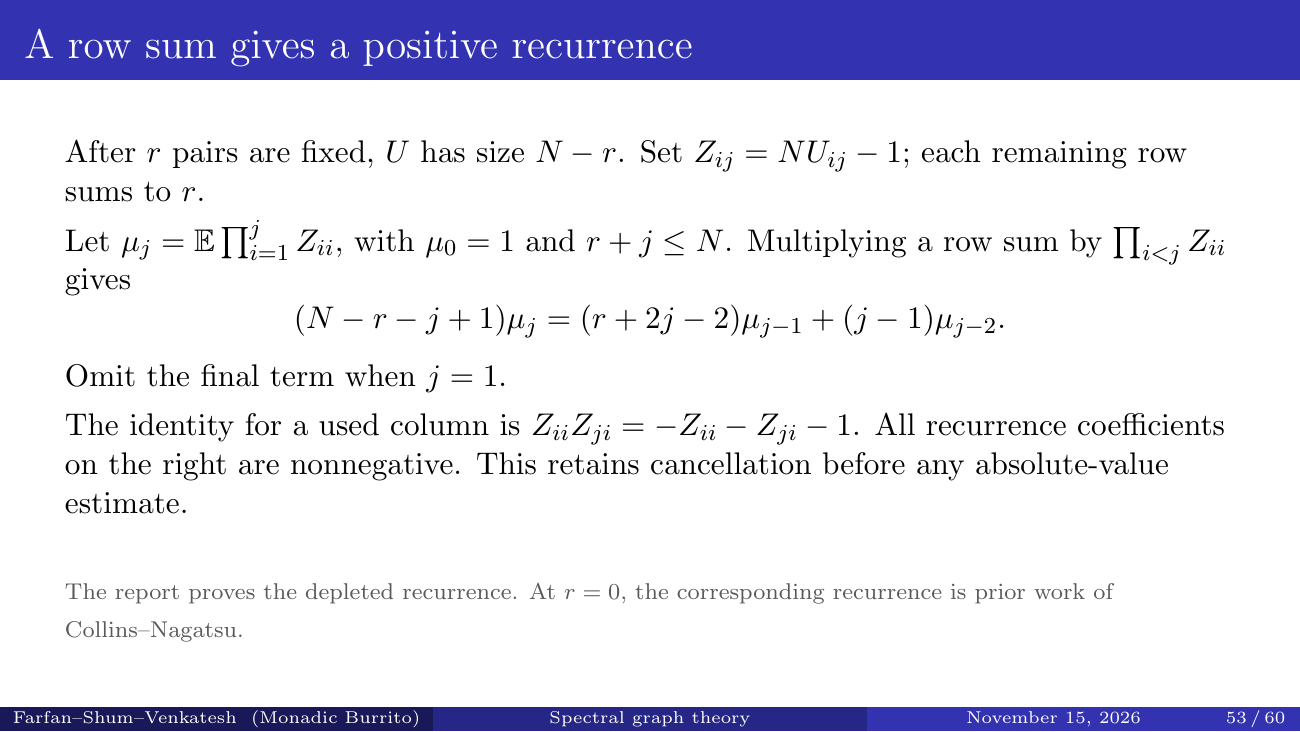 A row sum gives a positive recurrence
After r pairs are fixed, U has size N − r. Set Z_{ij} = NU_{ij} − 1; each remaining row
sums to r.
Let μ_j = 𝔼 ∏_{i=1}^{j} Z_{ii}, with μ_0 = 1 and r + j ≤ N. Multiplying a row sum by ∏_{i<j} Z_{ii}
gives
(N − r − j + 1)μ_j = (r + 2j − 2)μ_{j−1} + (j − 1)μ_{j−2}.
Omit the final term when j = 1.
The identity for a used column is Z_{ii}Z_{ji} = −Z_{ii} − Z_{ji} − 1. All recurrence coefficients
on the right are nonnegative. This retains cancellation before any absolute-value
estimate.
The report proves the depleted recurrence. At r = 0, the corresponding recurrence is prior work of
Collins–Nagatsu.
Farfan–Shum–Venkatesh (Monadic Burrito) Spectral graph theory November 15, 2026 53 / 60